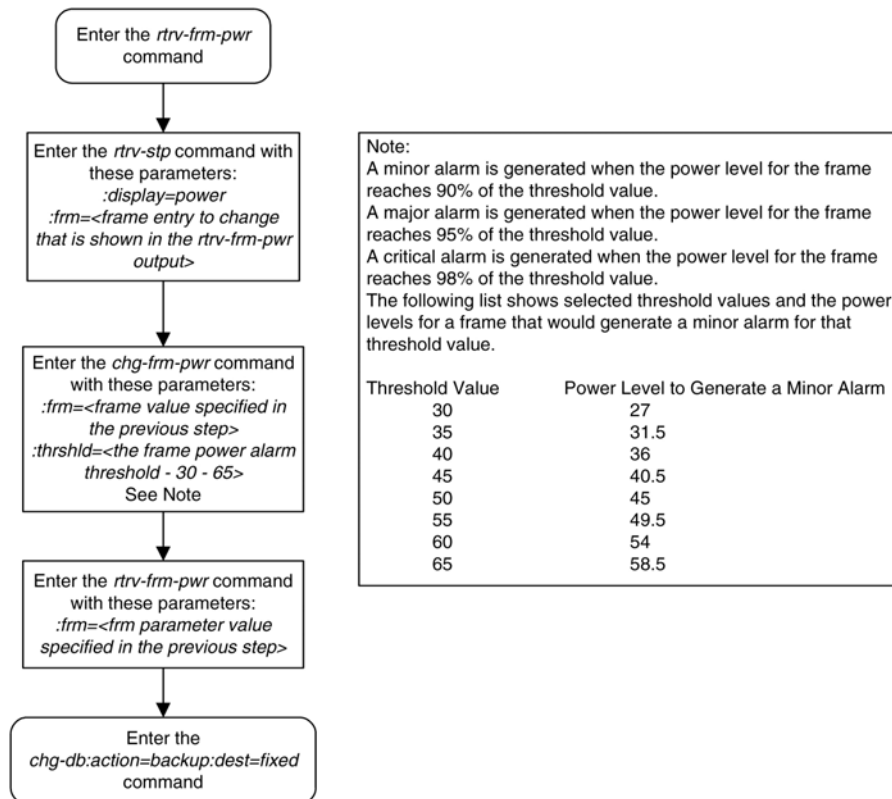 Enter the rtrv-frm-pwr
command
Enter the rtrv-stp command with
these parameters:
:display=power
:frm=<frame entry to change
that is shown in the rtrv-frm-pwr
output>
Enter the chg-frm-pwr command
with these parameters:
:frm=<frame value specified in
the previous step>
:thrshld=<the frame power alarm
threshold - 30 - 65>
See Note
Enter the rtrv-frm-pwr command
with these parameters:
:frm=<frm parameter value
specified in the previous step>
Enter the
chg-db:action=backup:dest=fixed
command
Note:
A minor alarm is generated when the power level for the frame
reaches 90% of the threshold value.
A major alarm is generated when the power level for the frame
reaches 95% of the threshold value.
A critical alarm is generated when the power level for the frame
reaches 98% of the threshold value.
The following list shows selected threshold values and the power
levels for a frame that would generate a minor alarm for that
threshold value.
Threshold Value Power Level to Generate a Minor Alarm
30 27
35 31.5
40 36
45 40.5
50 45
55 49.5
60 54
65 58.5